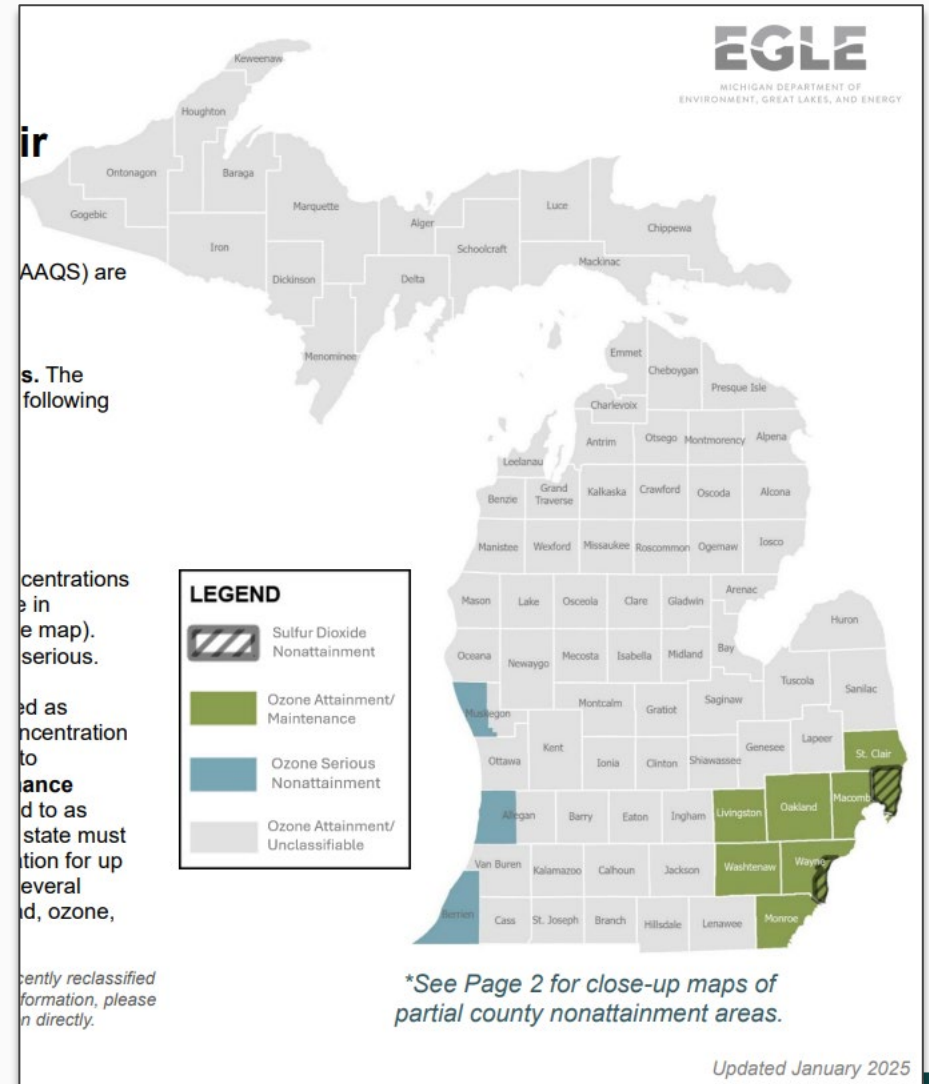 EGLE
MICHIGAN DEPARTMENT OF
ENVIRONMENT, GREAT LAKES, AND ENERGY
ir
AAQS) are
s. The
following
centrations
e in
e map).
serious.
ed as
ncentration
to
ance
d to as
state must
tion for up
everal
d, ozone,
cently reclassified
formation, please
n directly.
Keweenaw
Houghton
Ontonagon
Baraga
Gogebic
Marquette
Iron
Alger
Luce
Chippewa
Schoolcraft
Mackinac
Dickinson
Delta
Menominee
Emmet
Cheboygan
Presque Isle
Charlevoix
Antrim
Otsego
Montmorency
Alpena
Leelanau
Benzie
Grand
Traverse
Kalkaska
Crawford
Oscoda
Alcona
Manistee
Wexford
Missaukee
Roscommon
Ogemaw
Iosco
Arenac
Mason
Lake
Osceola
Clare
Gladwin
Huron
Oceana
Newaygo
Mecosta
Isabella
Midland
Bay
Tuscola
Sanilac
Muskegon
Montcalm
Gratiot
Saginaw
Ottawa
Kent
Ionia
Clinton
Shiawassee
Genesee
Lapeer
St. Clair
Allegan
Barry
Eaton
Ingham
Livingston
Oakland
Macomb
Van Buren
Kalamazoo
Calhoun
Jackson
Washtenaw
Wayne
Berrien
Cass
St. Joseph
Branch
Hillsdale
Lenawee
Monroe
LEGEND
Sulfur Dioxide
Nonattainment
Ozone Attainment/
Maintenance
Ozone Serious
Nonattainment
Ozone Attainment/
Unclassifiable
*See Page 2 for close-up maps of
partial county nonattainment areas.
Updated January 2025